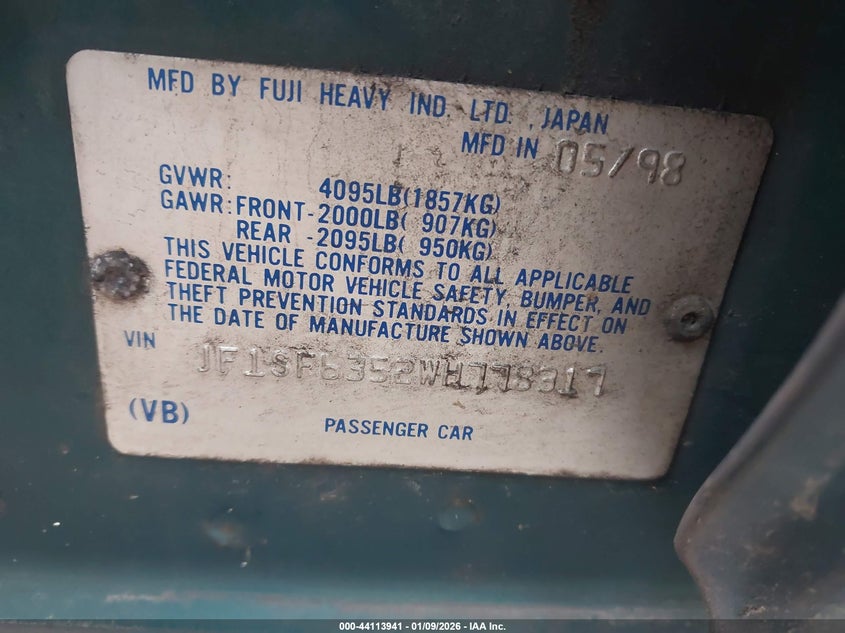 MFD BY FUJI HEAVY IND. LTD. , JAPAN
MFD IN 05/98
GVWR: 4095LB(1857KG)
GAWR:FRONT-2000LB( 907KG)
REAR -2095LB( 950KG)
THIS VEHICLE CONFORMS TO ALL APPLICABLE
FEDERAL MOTOR VEHICLE SAFETY, BUMPER, AND
THEFT PREVENTION STANDARDS IN EFFECT ON
THE DATE OF MANUFACTURE SHOWN ABOVE.
VIN JF1SF6352WH778317
(VB) PASSENGER CAR
000-44113941 - 01/09/2026 - IAA Inc.